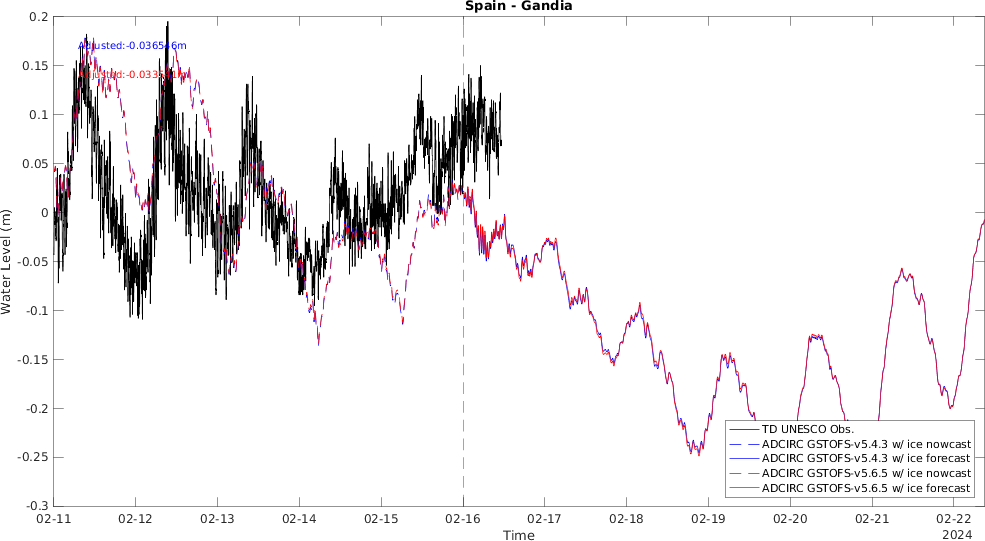 Spain - Gandia
0.2
0.15
0.1
0.05
0
-0.05
-0.1
-0.15
-0.2
-0.25
-0.3
Water Level (m)
Adjusted:-0.036546m
TD UNESCO Obs.
ADCIRC GSTOFS-v5.4.3 w/ ice nowcast
ADCIRC GSTOFS-v5.4.3 w/ ice forecast
ADCIRC GSTOFS-v5.6.5 w/ ice nowcast
ADCIRC GSTOFS-v5.6.5 w/ ice forecast
02-11 02-12 02-13 02-14 02-15 02-16 02-17 02-18 02-19 02-20 02-21 02-22
2024
Time